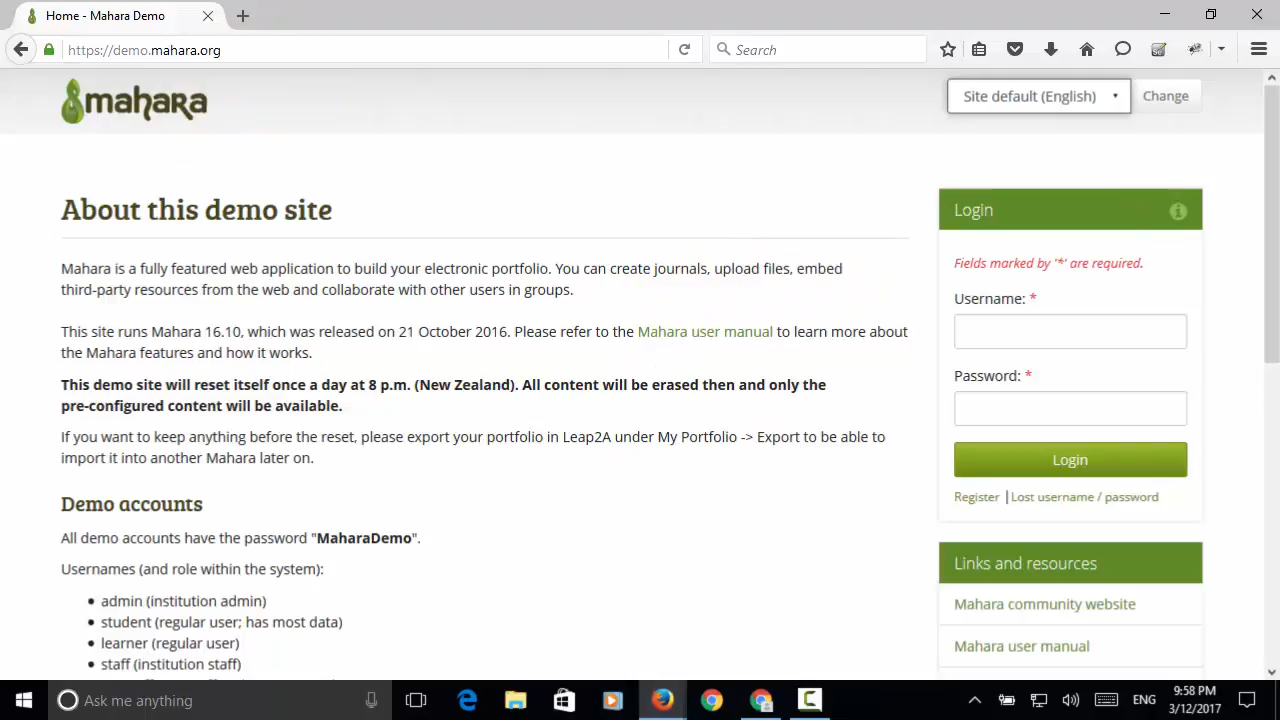 Home - Mahara Demo
https://demo.mahara.org
Search
mahara
Site default (English)
Change
About this demo site
Mahara is a fully featured web application to build your electronic portfolio. You can create journals, upload files, embed
third-party resources from the web and collaborate with other users in groups.
This site runs Mahara 16.10, which was released on 21 October 2016. Please refer to the Mahara user manual to learn more about
the Mahara features and how it works.
This demo site will reset itself once a day at 8 p.m. (New Zealand). All content will be erased then and only the
pre-configured content will be available.
If you want to keep anything before the reset, please export your portfolio in Leap2A under My Portfolio -> Export to be able to
import it into another Mahara later on.
Demo accounts
All demo accounts have the password "MaharaDemo".
Usernames (and role within the system):
admin (institution admin)
student (regular user; has most data)
learner (regular user)
staff (institution staff)
Login
Fields marked by '*' are required.
Username: *
Password: *
Login
Register | Lost username / password
Links and resources
Mahara community website
Mahara user manual
Ask me anything
ENG
9:58 PM
3/12/2017